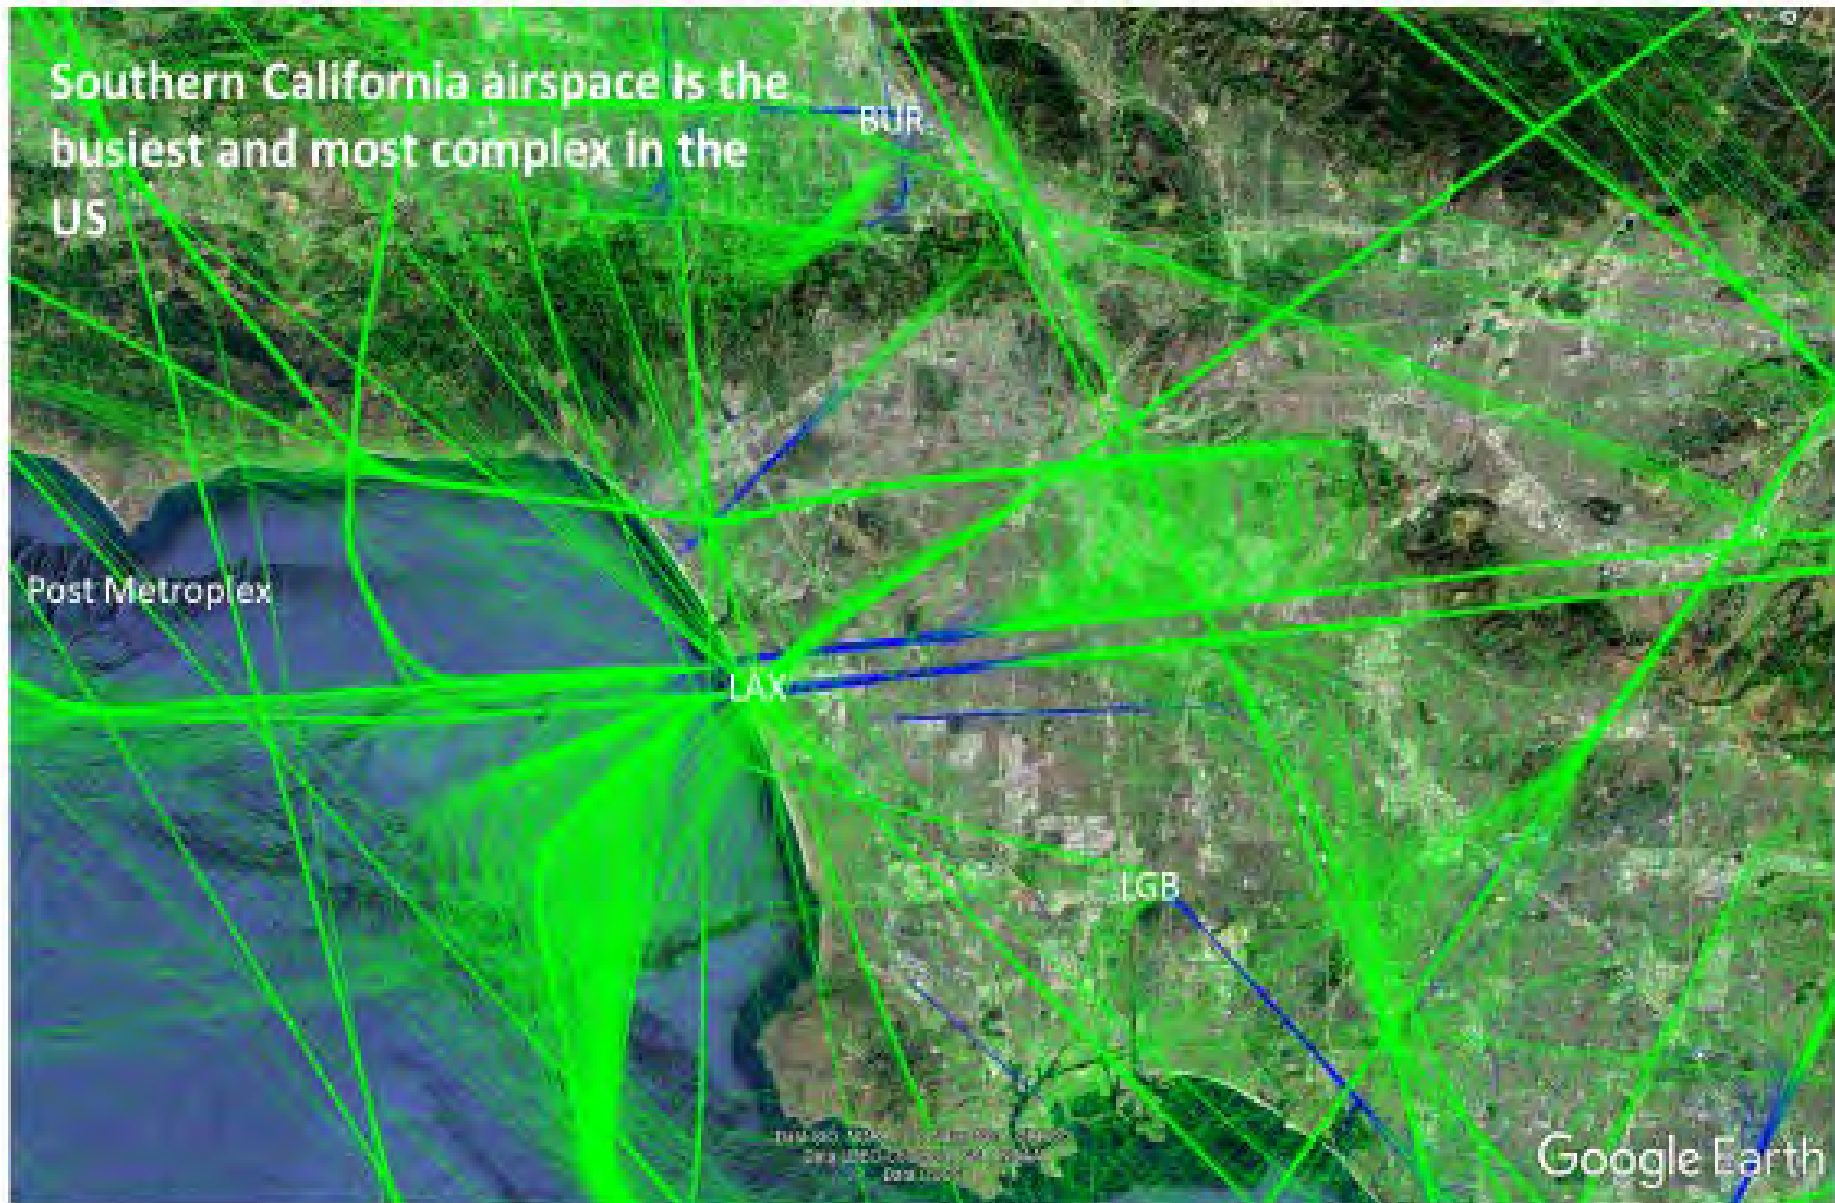 Southern California airspace is the
busiest and most complex in the
US
BUR
Post Metroplex
LAX
LGB
Google Earth